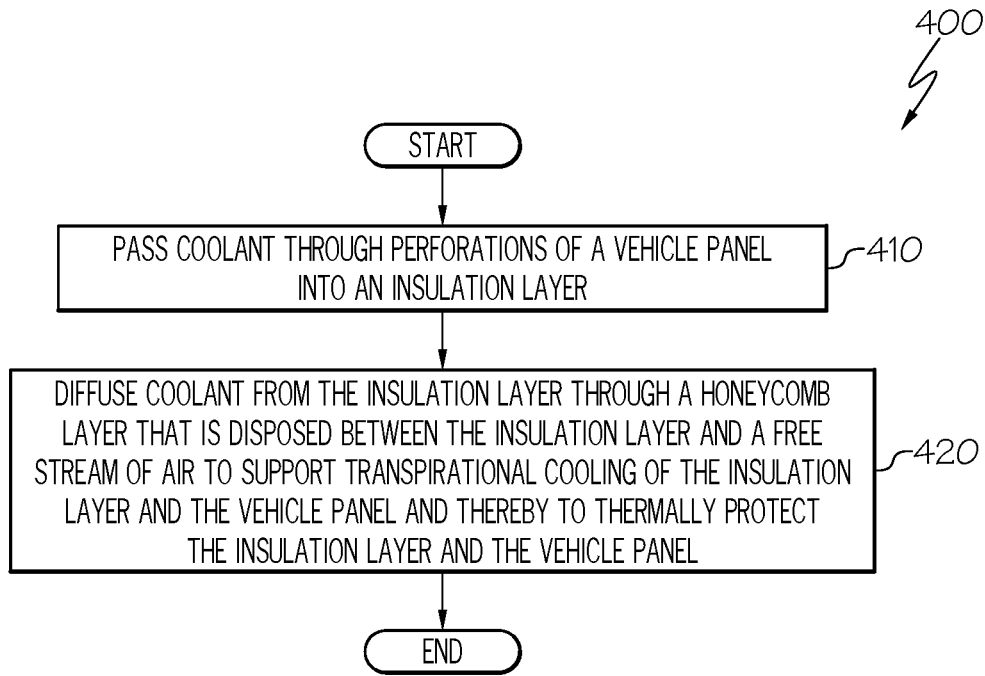 400
START
PASS COOLANT THROUGH PERFORATIONS OF A VEHICLE PANEL
INTO AN INSULATION LAYER
410
DIFFUSE COOLANT FROM THE INSULATION LAYER THROUGH A HONEYCOMB
LAYER THAT IS DISPOSED BETWEEN THE INSULATION LAYER AND A FREE
STREAM OF AIR TO SUPPORT TRANSPIRATIONAL COOLING OF THE INSULATION
LAYER AND THE VEHICLE PANEL AND THEREBY TO THERMALLY PROTECT
THE INSULATION LAYER AND THE VEHICLE PANEL
420
END